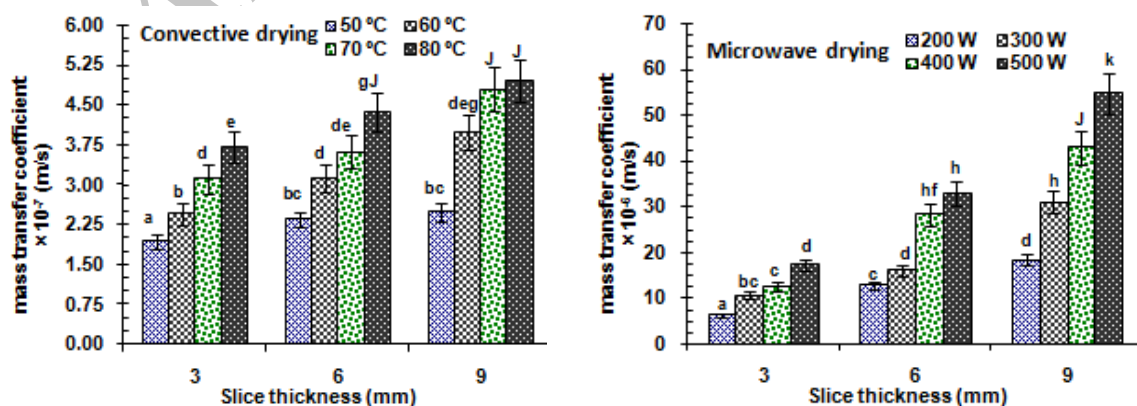 Convective drying
50 ºC
60 ºC
70 ºC
80 ºC
mass transfer coefficient
× 10⁻⁷ (m/s)
6.00
5.25
4.50
3.75
3.00
2.25
1.50
0.75
0.00
a
b
d
e
bc
d
de
gJ
bc
deg
J
J
3
6
9
Slice thickness (mm)
Microwave drying
200 W
300 W
400 W
500 W
mass transfer coefficient
× 10⁻⁶ (m/s)
70
60
50
40
30
20
10
0
a
bc
c
d
c
d
hf
h
d
h
J
k
3
6
9
Slice thickness (mm)